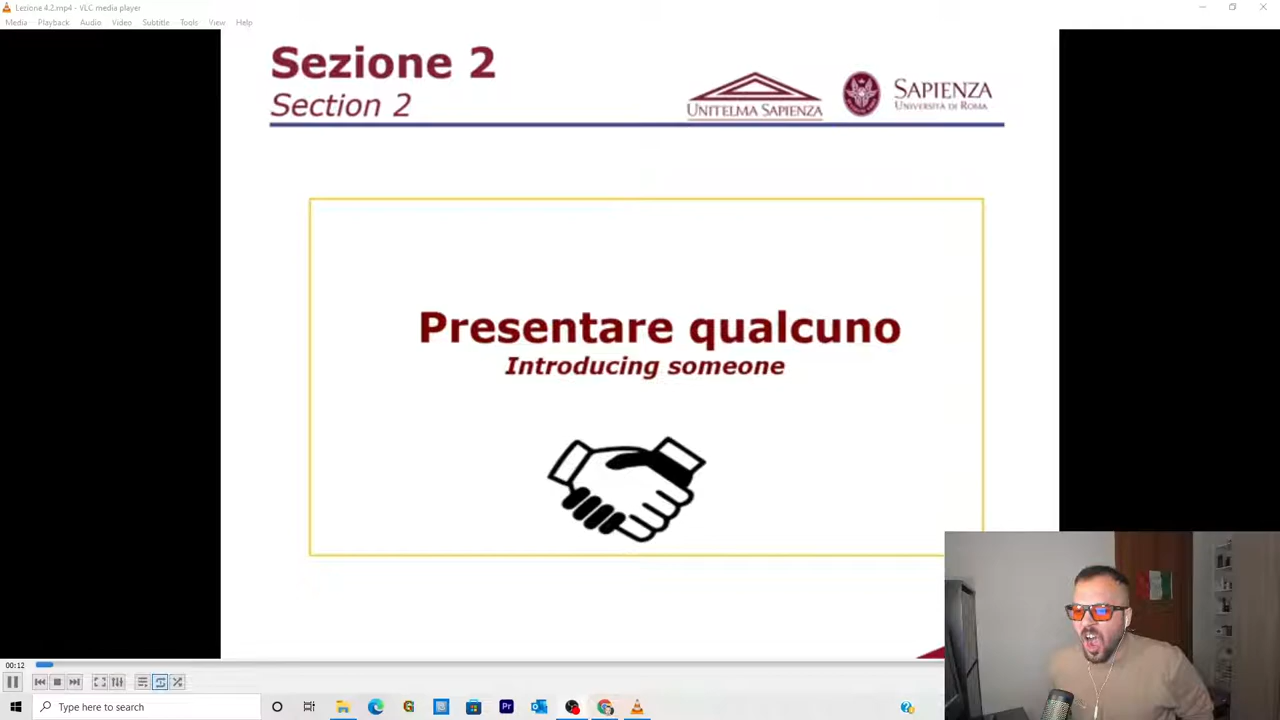 Lezione 4.2.mp4 - VLC media player
Media Playback Audio Video Subtitle Tools View Help
Sezione 2
Section 2
UNITELMA SAPIENZA
SAPIENZA
UNIVERSITÀ DI ROMA
Presentare qualcuno
Introducing someone
00:12
Type here to search
Pr